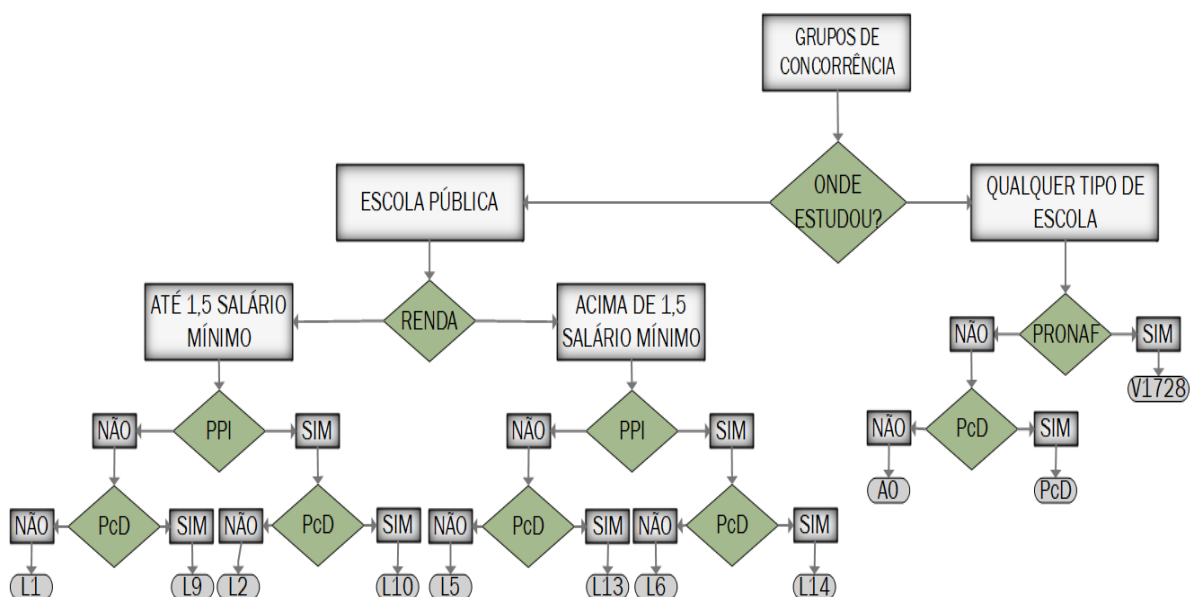 GRUPOS DE
CONCORRÊNCIA
ONDE
ESTUDOU?
ESCOLA PÚBLICA
QUALQUER TIPO DE
ESCOLA
ATÉ 1,5 SALÁRIO
MÍNIMO
RENDA
ACIMA DE 1,5
SALÁRIO MÍNIMO
NÃO
PRONAF
SIM
V1728
NÃO
PPI
SIM
NÃO
PPI
SIM
NÃO
PcD
SIM
A0
PcD
NÃO
PcD
SIM
NÃO
PcD
SIM
NÃO
PcD
SIM
NÃO
PcD
SIM
L1
L9
L2
L10
L5
L13
L6
L14